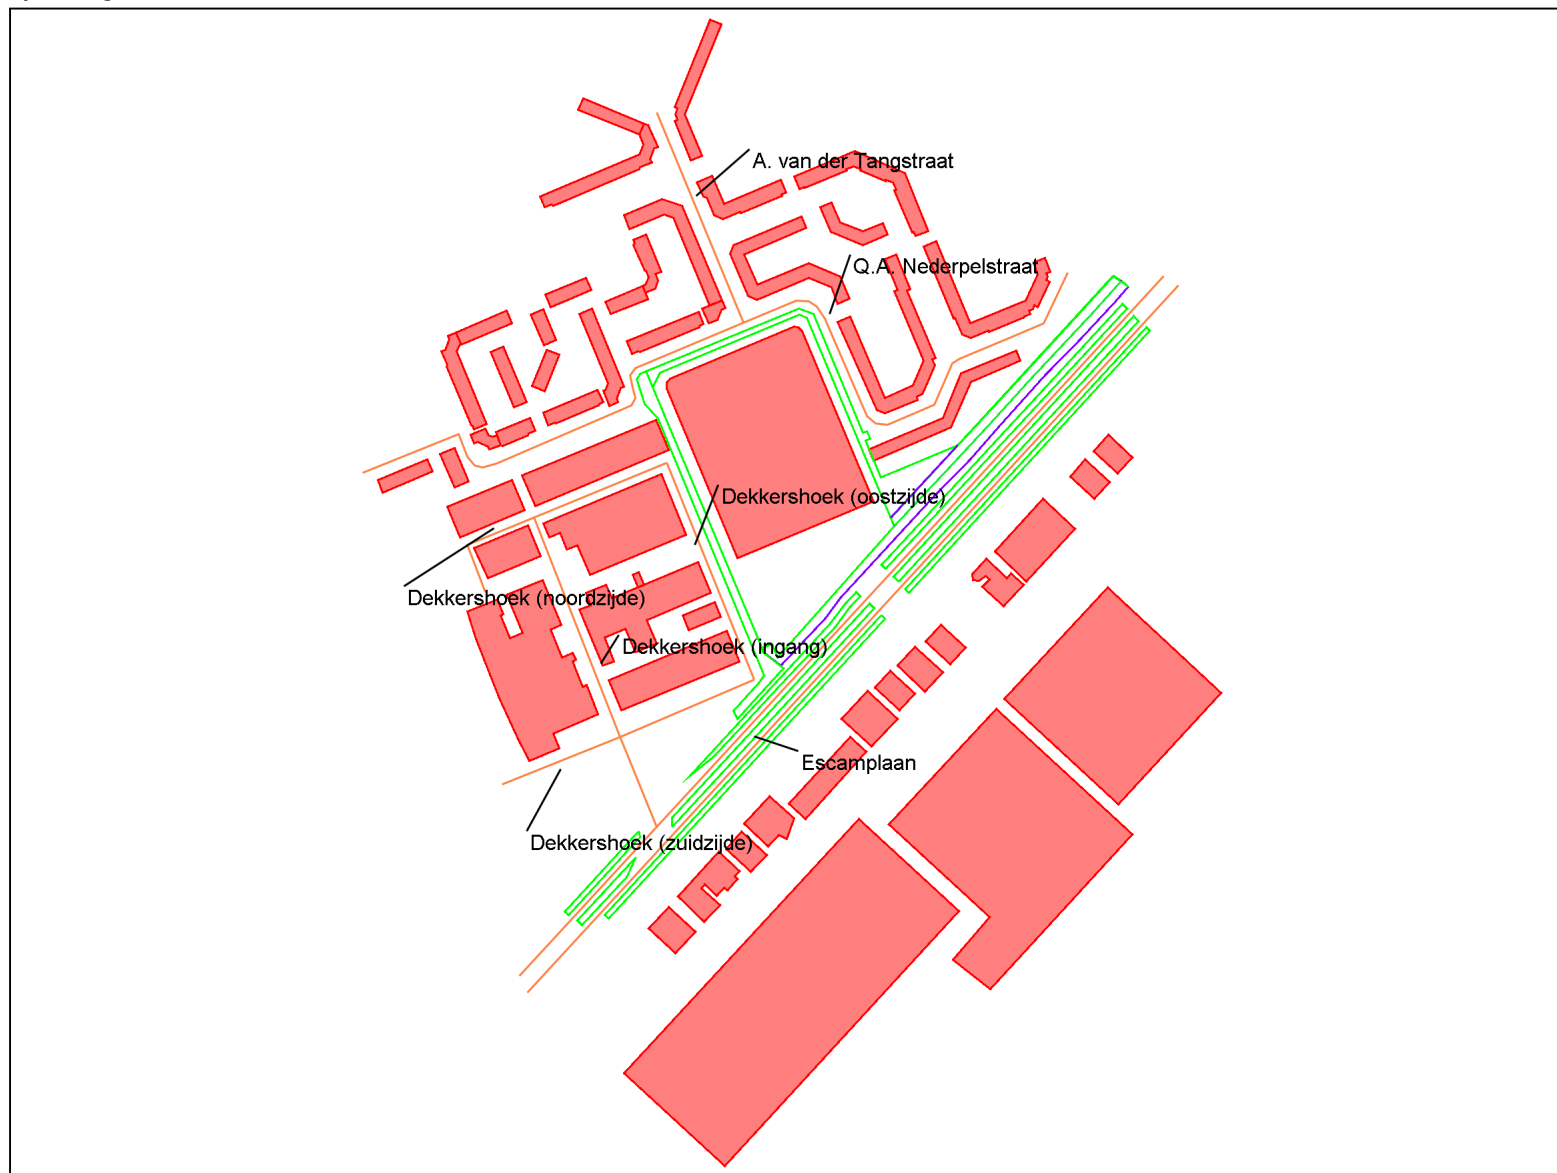 A. van der Tangstraat
Q.A. Nederpelstraat
Dekkershoek (oostzijde)
Dekkershoek (noordzijde)
Dekkershoek (ingang)
Escamplaan
Dekkershoek (zuidzijde)